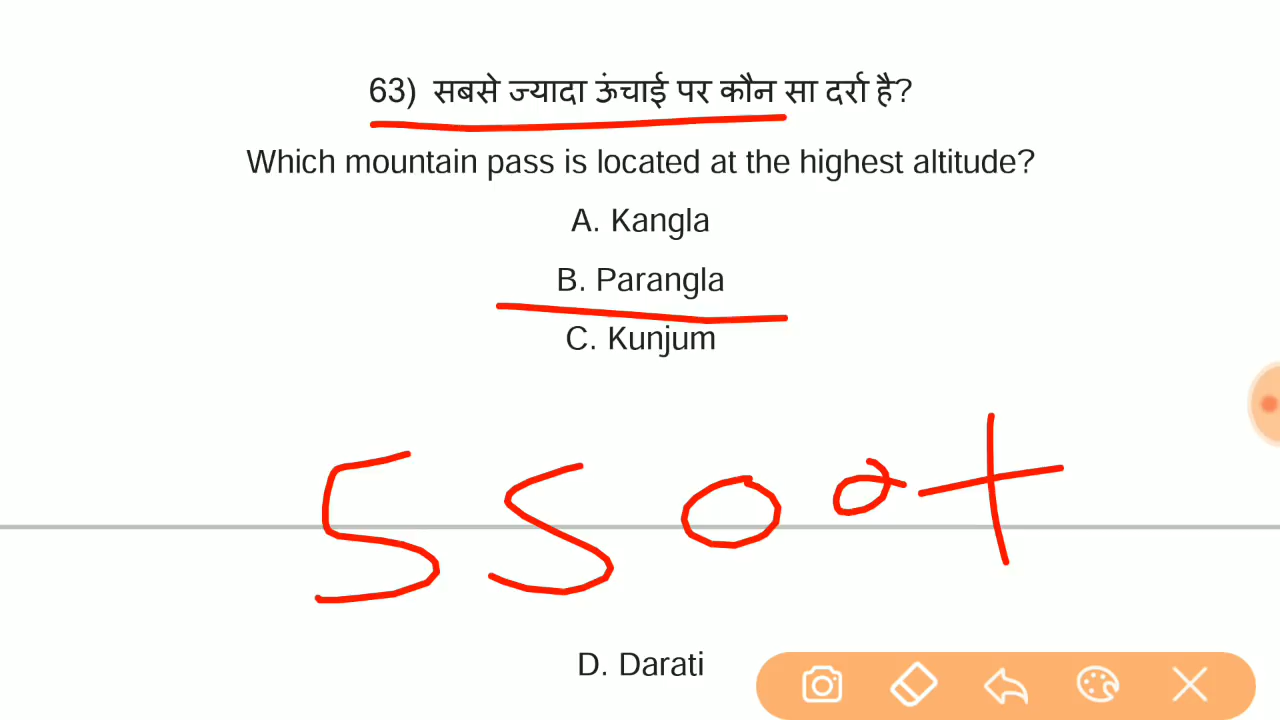 63) सबसे ज्यादा ऊंचाई पर कौन सा दर्रा है?
Which mountain pass is located at the highest altitude?
A. Kangla
B. Parangla
C. Kunjum
5500+
D. Darati